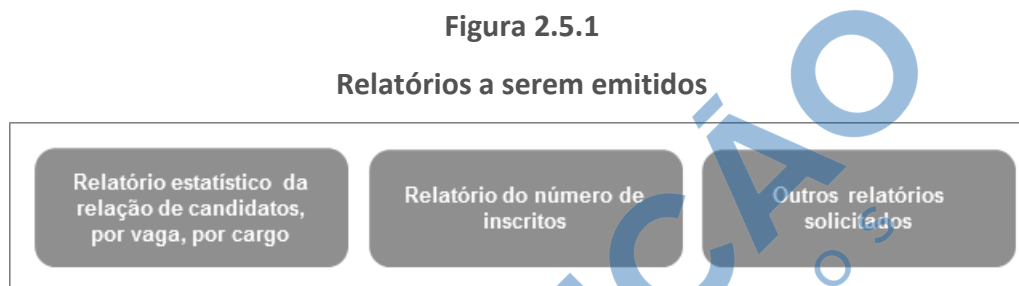 Figura 2.5.1
Relatórios a serem emitidos
Relatório estatístico da
relação de candidatos,
por vaga, por cargo
Relatório do número de
inscritos
Outros relatórios
solicitados